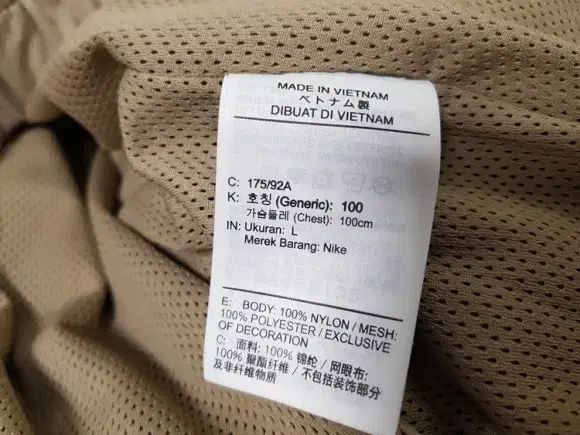 MADE IN VIETNAM
ベトナム製
DIBUAT DI VIETNAM
C: 175/92A
K: 호칭 (Generic): 100
가슴둘레 (Chest): 100cm
IN: Ukuran: L
Merek Barang: Nike
E: BODY: 100% NYLON / MESH:
100% POLYESTER / EXCLUSIVE
OF DECORATION
C: 面料: 100% 锦纶 / 网眼布:
100% 聚酯纤维 / 不包括装饰部分
及非纤维物质